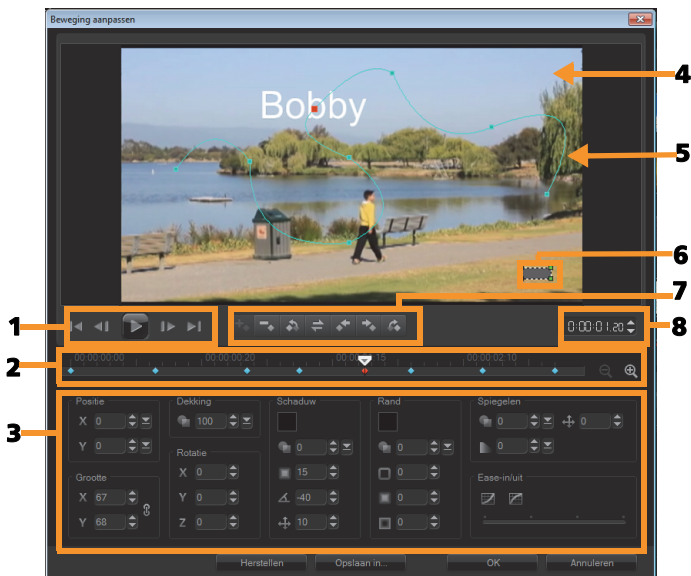 Beweging aanpassen
4
Bobby
5
6
7
1
0:00:01.20
8
00:00:00:00 00:00:00:20 00:00 15 00:00:02:10
2
3
Positie Dekking Schaduw Rand Spiegelen
X 0 100 0 0
Y 0 0 0 0
Rotatie
Grootte X 0 15 0 Ease-in/uit
X 67 Y 0 -40 0
Y 68 Z 0 10 0
Herstellen Opslaan in... OK Annuleren